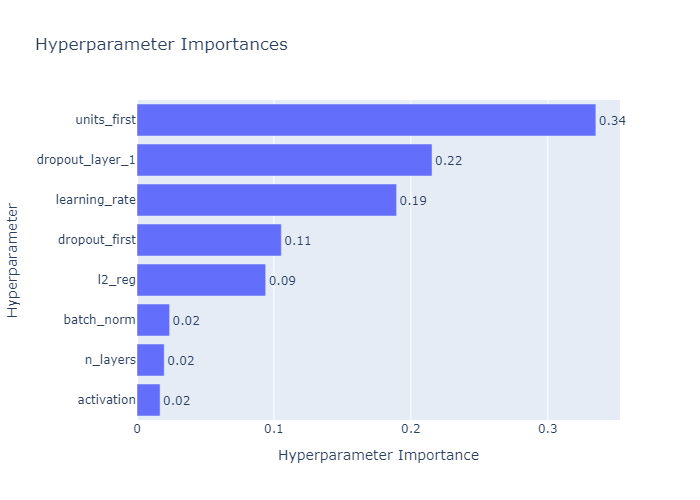 Hyperparameter Importances
Hyperparameter
units_first 0.34
dropout_layer_1 0.22
learning_rate 0.19
dropout_first 0.11
l2_reg 0.09
batch_norm 0.02
n_layers 0.02
activation 0.02
0 0.1 0.2 0.3
Hyperparameter Importance